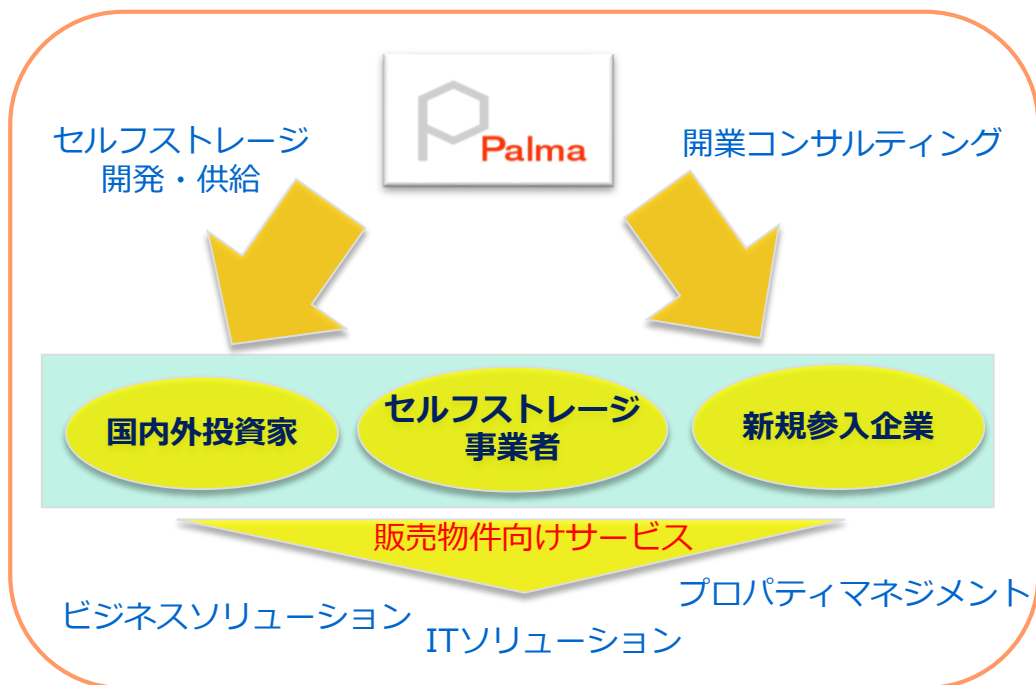 Palma
セルフストレージ
開発・供給
開業コンサルティング
国内外投資家
セルフストレージ
事業者
新規参入企業
販売物件向けサービス
ビジネスソリューション
ITソリューション
プロパティマネジメント